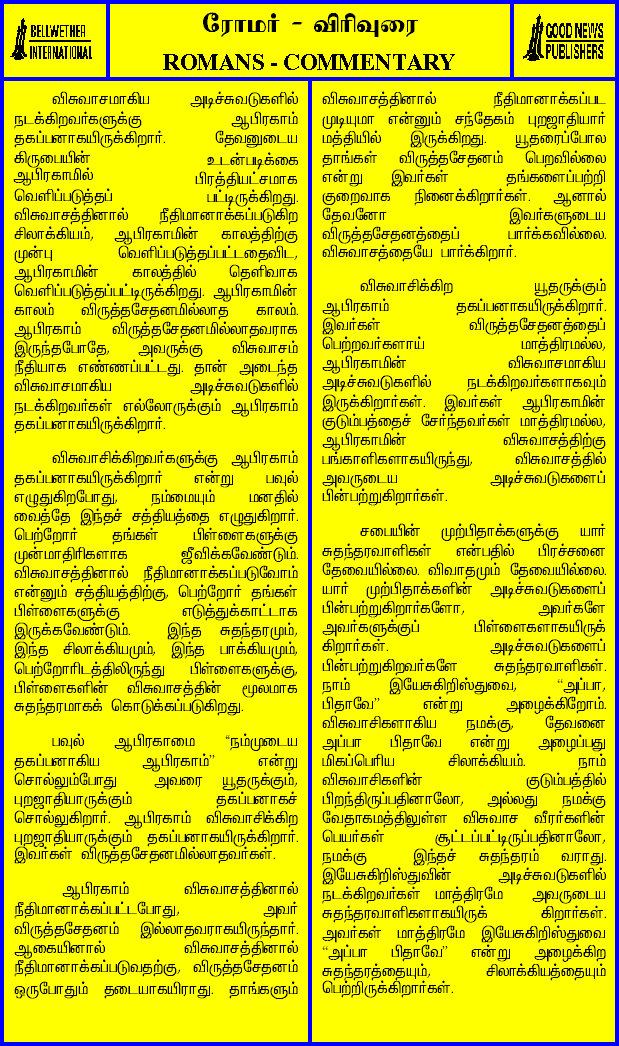 BELLWETHER
INTERNATIONAL
ரோமர் - விரிவுரை
ROMANS - COMMENTARY
GOOD NEWS
PUBLISHERS
விசுவாசமாகிய அடிச்சுவடுகளில்
நடக்கிறவர்களுக்கு ஆபிரகாம்
தகப்பனாகயிருக்கிறார். தேவனுடைய
கிருபையின் உடன்படிக்கை
ஆபிரகாமில் பிரத்தியட்சமாக
வெளிப்படுத்தப் பட்டிருக்கிறது.
விசுவாசத்தினால் நீதிமானாக்கப்படுகிற
சிலாக்கியம், ஆபிரகாமின் காலத்திற்கு
முன்பு வெளிப்படுத்தப்பட்டதைவிட,
ஆபிரகாமின் காலத்தில் தெளிவாக
வெளிப்படுத்தப்பட்டிருக்கிறது. ஆபிரகாமின்
காலம் விருத்தசேதனமில்லாத காலம்.
ஆபிரகாம் விருத்தசேதனமில்லாதவராக
இருந்தபோதே, அவருக்கு விசுவாசம்
நீதியாக எண்ணப்பட்டது. தான் அடைந்த
விசுவாசமாகிய அடிச்சுவடுகளில்
நடக்கிறவர்கள் எல்லோருக்கும் ஆபிரகாம்
தகப்பனாகயிருக்கிறார்.
விசுவாசிக்கிறவர்களுக்கு ஆபிரகாம்
தகப்பனாகயிருக்கிறார் என்று பவுல்
எழுதுகிறபோது, நம்மையும் மனதில்
வைத்தே இந்தச் சத்தியத்தை எழுதுகிறார்.
பெற்றோர் தங்கள் பிள்ளைகளுக்கு
முன்மாதிரிகளாக ஜீவிக்கவேண்டும்.
விசுவாசத்தினால் நீதிமானாக்கப்படுவோம்
என்னும் சத்தியத்திற்கு, பெற்றோர் தங்கள்
பிள்ளைகளுக்கு எடுத்துக்காட்டாக
இருக்கவேண்டும். இந்த சுதந்தரமும்,
இந்த சிலாக்கியமும், இந்த பாக்கியமும்,
பெற்றோரிடத்திலிருந்து பிள்ளைகளுக்கு,
பிள்ளைகளின் விசுவாசத்தின் மூலமாக
சுதந்தரமாகக் கொடுக்கப்படுகிறது.
பவுல் ஆபிரகாமை “நம்முடைய
தகப்பனாகிய ஆபிரகாம்” என்று
சொல்லும்போது அவரை யூதருக்கும்,
புறஜாதியாருக்கும் தகப்பனாகச்
சொல்லுகிறார். ஆபிரகாம் விசுவாசிக்கிற
புறஜாதியாருக்கும் தகப்பனாகயிருக்கிறார்.
இவர்கள் விருத்தசேதனமில்லாதவர்கள்.
ஆபிரகாம் விசுவாசத்தினால்
நீதிமானாக்கப்பட்டபோது, அவர்
விருத்தசேதனம் இல்லாதவராகயிருந்தார்.
ஆகையினால் விசுவாசத்தினால்
நீதிமானாக்கப்படுவதற்கு, விருத்தசேதனம்
ஒருபோதும் தடையாகயிராது. தாங்களும்
விசுவாசத்தினால் நீதிமானாக்கப்பட
முடியுமா என்னும் சந்தேகம் புறஜாதியார்
மத்தியில் இருக்கிறது. யூதரைப்போல
தாங்கள் விருத்தசேதனம் பெறவில்லை
என்று இவர்கள் தங்களைப்பற்றி
குறைவாக நினைக்கிறார்கள். ஆனால்
தேவனோ இவர்களுடைய
விருத்தசேதனத்தைப் பார்க்கவில்லை.
விசுவாசத்தையே பார்க்கிறார்.
விசுவாசிக்கிற யூதருக்கும்
ஆபிரகாம் தகப்பனாகயிருக்கிறார்.
இவர்கள் விருத்தசேதனத்தைப்
பெற்றவர்களாய் மாத்திரமல்ல,
ஆபிரகாமின் விசுவாசமாகிய
அடிச்சுவடுகளில் நடக்கிறவர்களாகவும்
இருக்கிறார்கள். இவர்கள் ஆபிரகாமின்
குடும்பத்தைச் சேர்ந்தவர்கள் மாத்திரமல்ல,
ஆபிரகாமின் விசுவாசத்திற்கு
பங்காளிகளாகயிருந்து, விசுவாசத்தில்
அவருடைய அடிச்சுவடுகளைப்
பின்பற்றுகிறார்கள்.
சபையின் முற்பிதாக்களுக்கு யார்
சுதந்தரவாளிகள் என்பதில் பிரச்சனை
தேவையில்லை. விவாதமும் தேவையில்லை.
யார் முற்பிதாக்களின் அடிச்சுவடுகளைப்
பின்பற்றுகிறார்களோ, அவர்களே
அவர்களுக்குப் பிள்ளைகளாகயிருக்
கிறார்கள். அடிச்சுவடுகளைப்
பின்பற்றுகிறவர்களே சுதந்தரவாளிகள்.
நாம் இயேசுகிறிஸ்துவை, “அப்பா,
பிதாவே” என்று அழைக்கிறோம்.
விசுவாசிகளாகிய நமக்கு, தேவனை
அப்பா பிதாவே என்று அழைப்பது
மிகப்பெரிய சிலாக்கியம். நாம்
விசுவாசிகளின் குடும்பத்தில்
பிறந்திருப்பதினாலோ, அல்லது நமக்கு
வேதாகமத்திலுள்ள விசுவாச வீரர்களின்
பெயர்கள் சூட்டப்பட்டிருப்பதினாலோ,
நமக்கு இந்தச் சுதந்தரம் வராது.
இயேசுகிறிஸ்துவின் அடிச்சுவடுகளில்
நடக்கிறவர்கள் மாத்திரமே அவருடைய
சுதந்தரவாளிகளாகயிருக் கிறார்கள்.
அவர்கள் மாத்திரமே இயேசுகிறிஸ்துவை
“அப்பா பிதாவே” என்று அழைக்கிற
சுதந்தரத்தையும், சிலாக்கியத்தையும்
பெற்றிருக்கிறார்கள்.